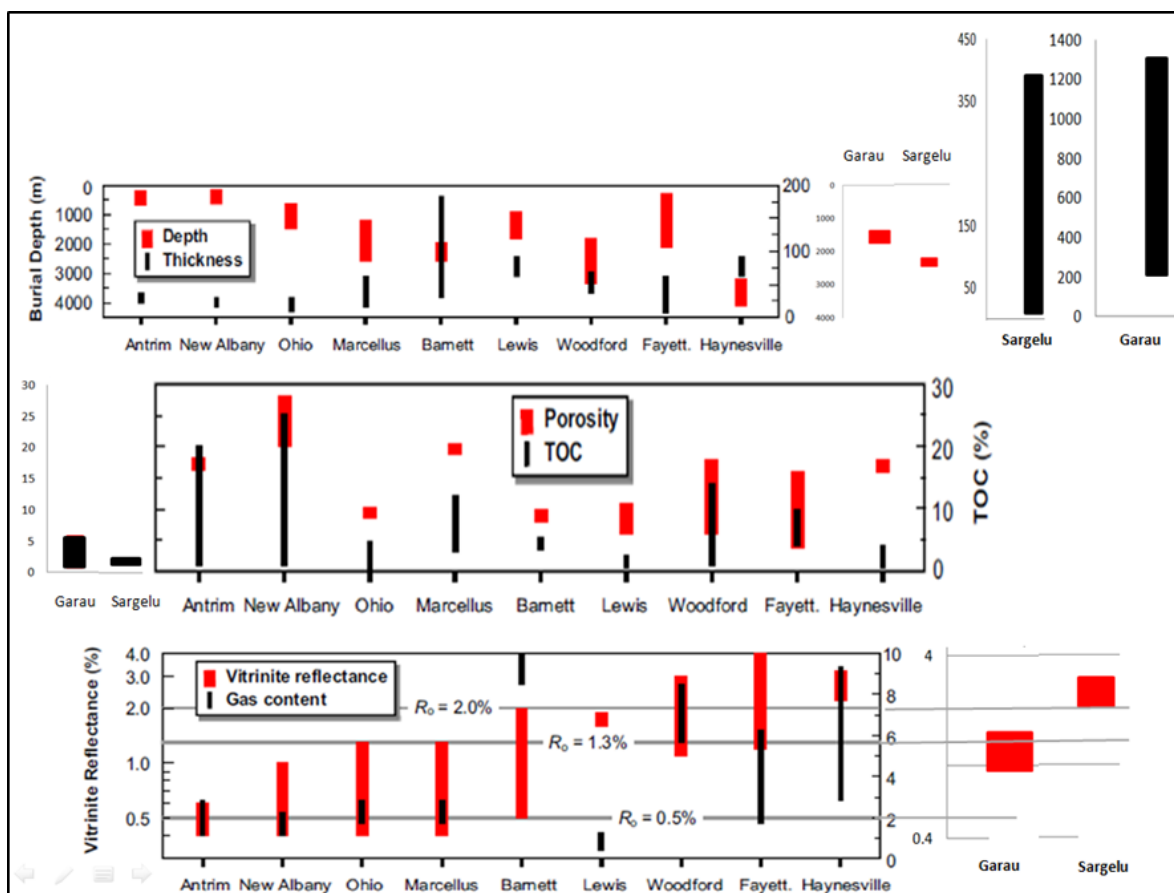 450
350
150
50
Sargelu
1400
1200
1000
800
600
400
200
0
Garau
Garau
Sargelu
0
1000
2000
3000
4000
Burial Depth (m)
0
1000
2000
3000
4000
Depth
Thickness
200
100
0
Antrim New Albany Ohio Marcellus Barnett Lewis Woodford Fayett. Haynesville
30
25
20
15
10
5
0
Garau Sargelu
Porosity
TOC
30
20
10
0
TOC (%)
Antrim New Albany Ohio Marcellus Barnett Lewis Woodford Fayett. Haynesville
Vitrinite Reflectance (%)
4.0
3.0
2.0
1.0
0.5
Vitrinite reflectance
Gas content
Ro = 2.0%
Ro = 1.3%
Ro = 0.5%
10
8
6
4
2
0
Antrim New Albany Ohio Marcellus Barnett Lewis Woodford Fayett. Haynesville
4
0.4
Garau Sargelu